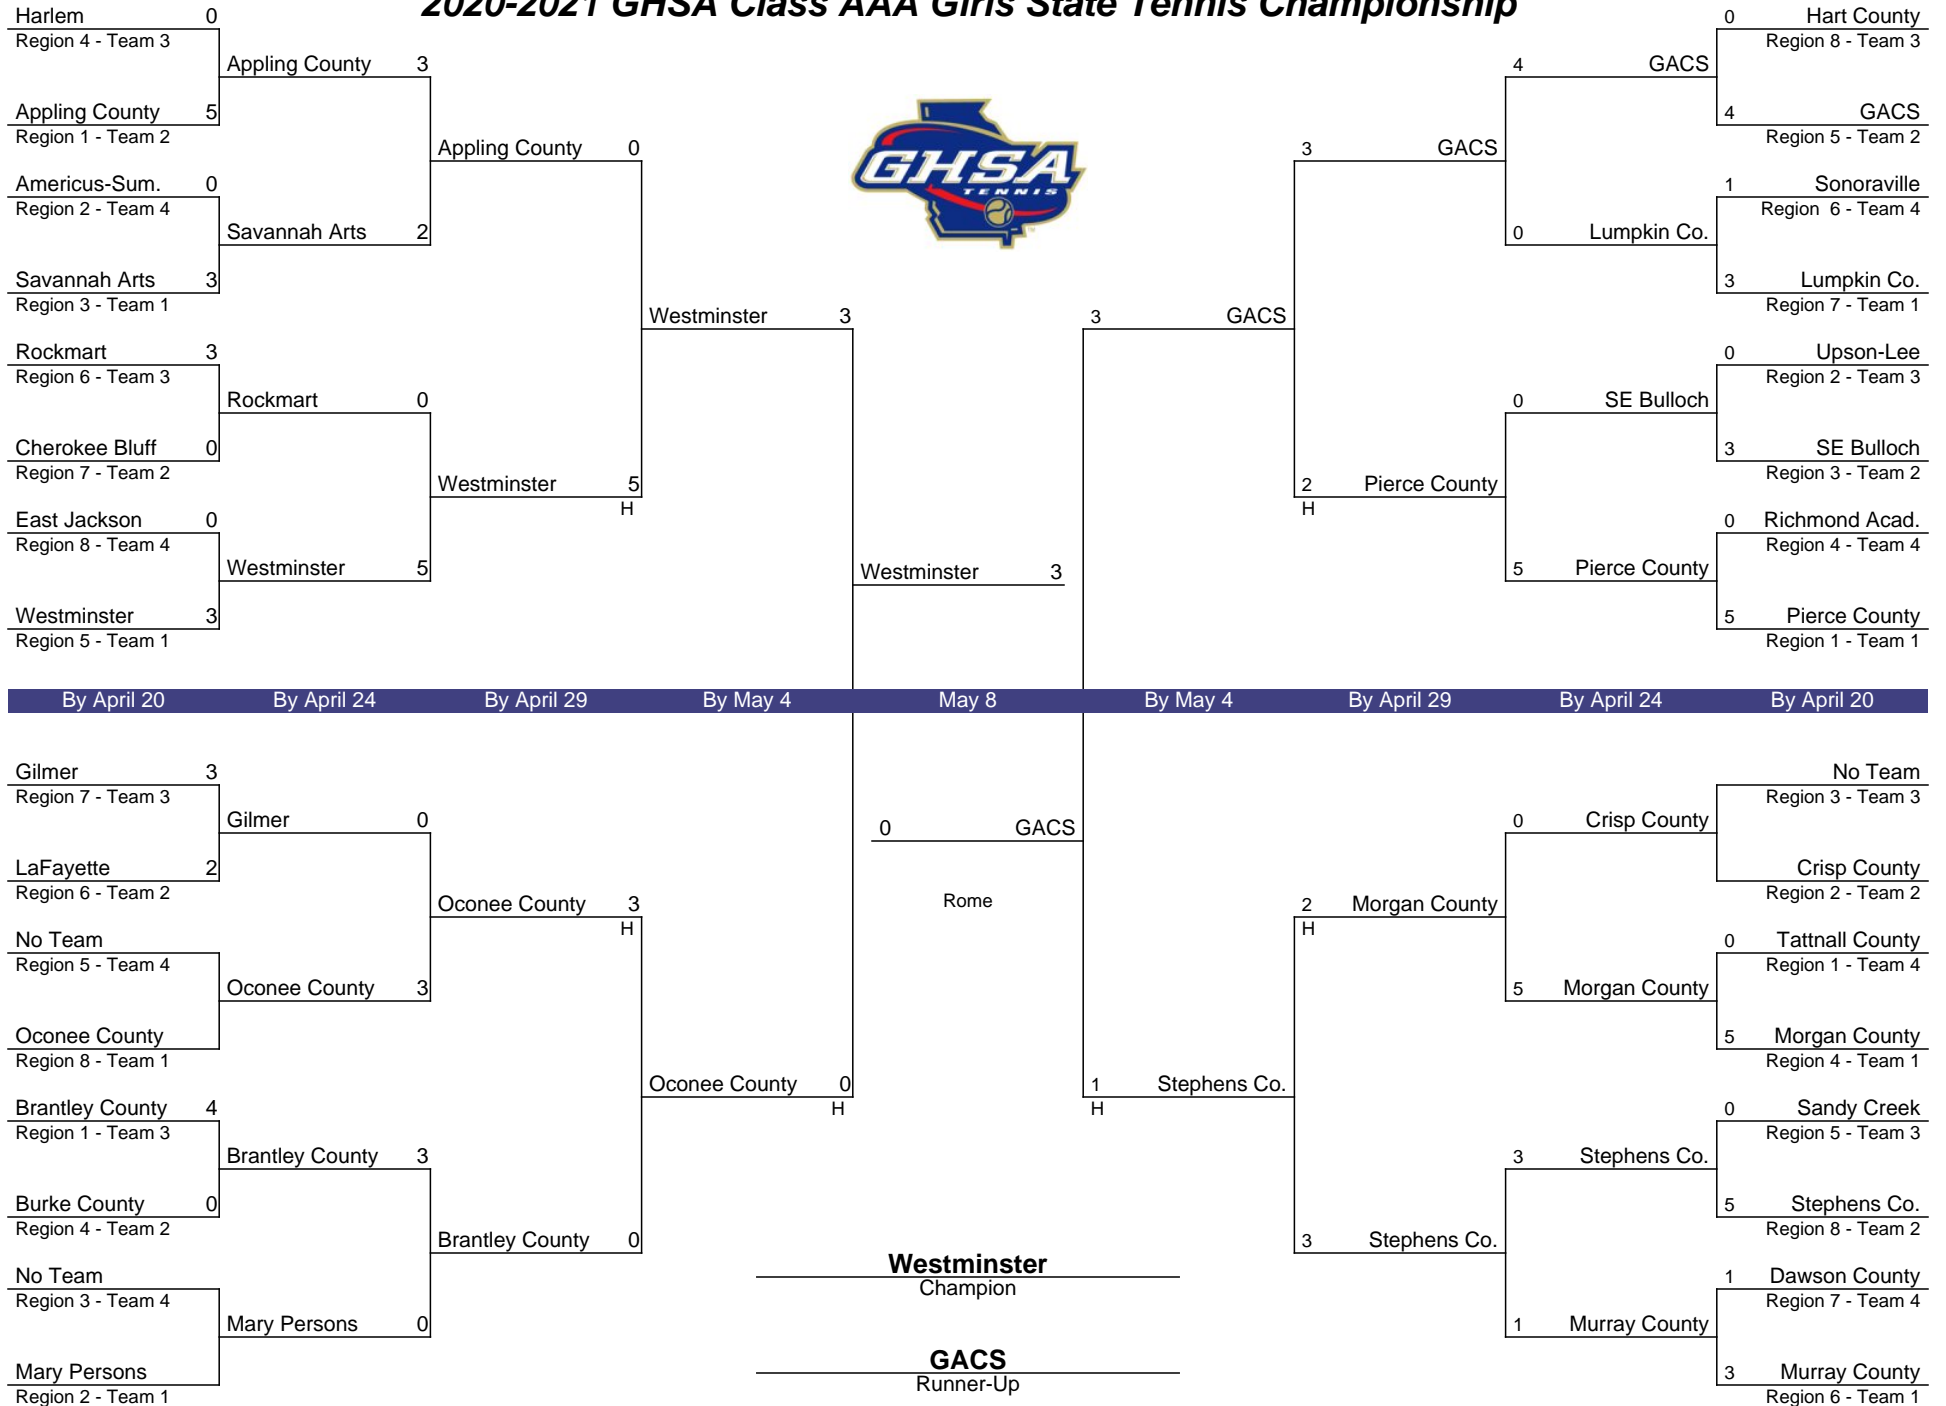 2020-2021 GHSA Class AAA Girls State Tennis Championship
Harlem 0
Region 4 - Team 3
Appling County 5
Region 1 - Team 2
Americus-Sum. 0
Region 2 - Team 4
Savannah Arts 3
Region 3 - Team 1
Rockmart 3
Region 6 - Team 3
Cherokee Bluff 0
Region 7 - Team 2
East Jackson 0
Region 8 - Team 4
Westminster 3
Region 5 - Team 1
Appling County 3
Savannah Arts 2
Rockmart 0
Westminster 5
Appling County 0
Westminster 5
H
Westminster 3
Westminster 3
GHSA
TENNIS
3 GACS
3 GACS
2 Pierce County
H
4 GACS
0 Lumpkin Co.
0 SE Bulloch
5 Pierce County
0 Hart County
Region 8 - Team 3
4 GACS
Region 5 - Team 2
1 Sonoraville
Region  6 - Team 4
3 Lumpkin Co.
Region 7 - Team 1
0 Upson-Lee
Region 2 - Team 3
3 SE Bulloch
Region 3 - Team 2
0 Richmond Acad.
Region 4 - Team 4
5 Pierce County
Region 1 - Team 1
By April 20 By April 24 By April 29 By May 4 May 8 By May 4 By April 29 By April 24 By April 20
Gilmer 3
Region 7 - Team 3
LaFayette 2
Region 6 - Team 2
No Team
Region 5 - Team 4
Oconee County
Region 8 - Team 1
Brantley County 4
Region 1 - Team 3
Burke County 0
Region 4 - Team 2
No Team
Region 3 - Team 4
Mary Persons
Region 2 - Team 1
Gilmer 0
Oconee County 3
Brantley County 3
Mary Persons 0
Oconee County 3
H
Brantley County 0
Oconee County 0
H
0 GACS
Rome
1 Stephens Co.
H
2 Morgan County
H
3 Stephens Co.
0 Crisp County
5 Morgan County
3 Stephens Co.
1 Murray County
No Team
Region 3 - Team 3
Crisp County
Region 2 - Team 2
0 Tattnall County
Region 1 - Team 4
5 Morgan County
Region 4 - Team 1
0 Sandy Creek
Region 5 - Team 3
5 Stephens Co.
Region 8 - Team 2
1 Dawson County
Region 7 - Team 4
3 Murray County
Region 6 - Team 1
Westminster
Champion
GACS
Runner-Up